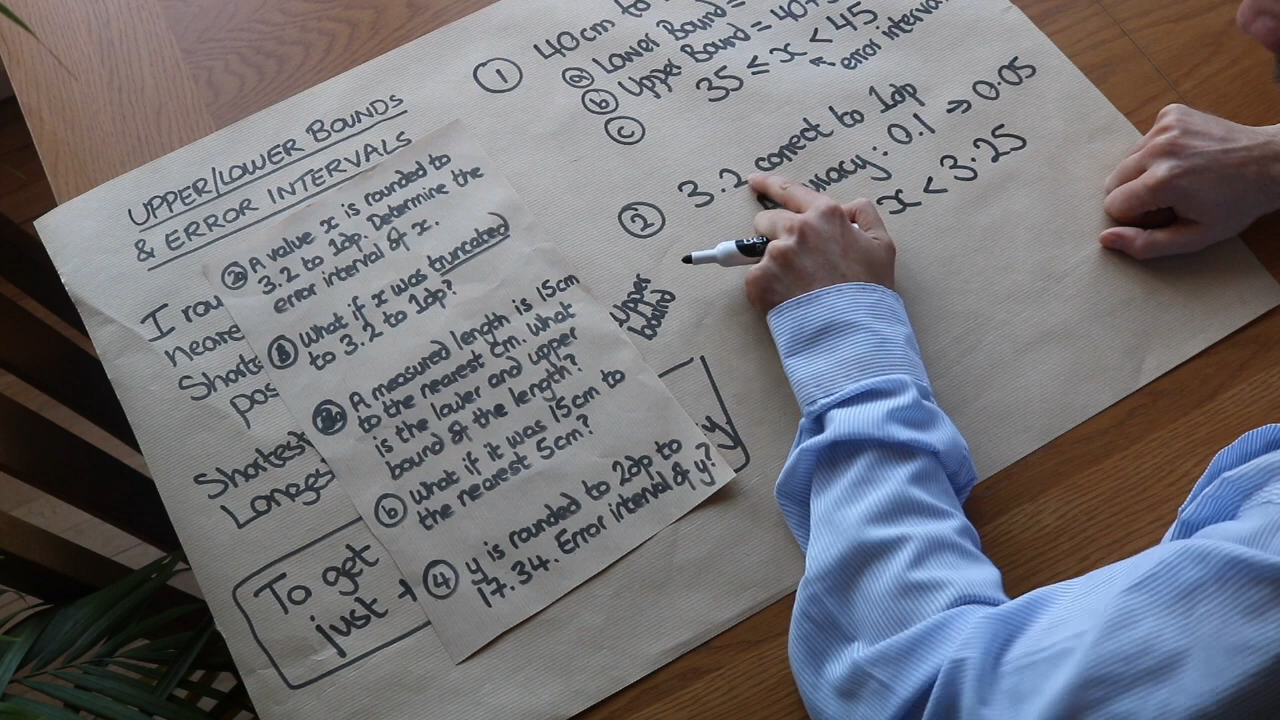 UPPER/LOWER BOUNDS
& ERROR INTERVALS
I rou
neare
Shorts
pos
Shortest
Longes
To get
just +
2a A value x is rounded to
3.2 to 1dp. Determine the
error interval of x.
b What if x was truncated
to 3.2 to 1dp?
3a A measured length is 15cm
to the nearest cm. What
is the lower and upper
bound of the length?
b What if it was 15cm to
the nearest 5cm?
4 y is rounded to 2dp to
17.34. Error interval of y?
upper
bound
y
1 40cm to
a Lower Bound=
b Upper Bound = 40+5
c 35 ≤ x < 45
↖ error interval
2 3.2 correct to 1dp
uracy: 0.1 → 0.05
x < 3.25